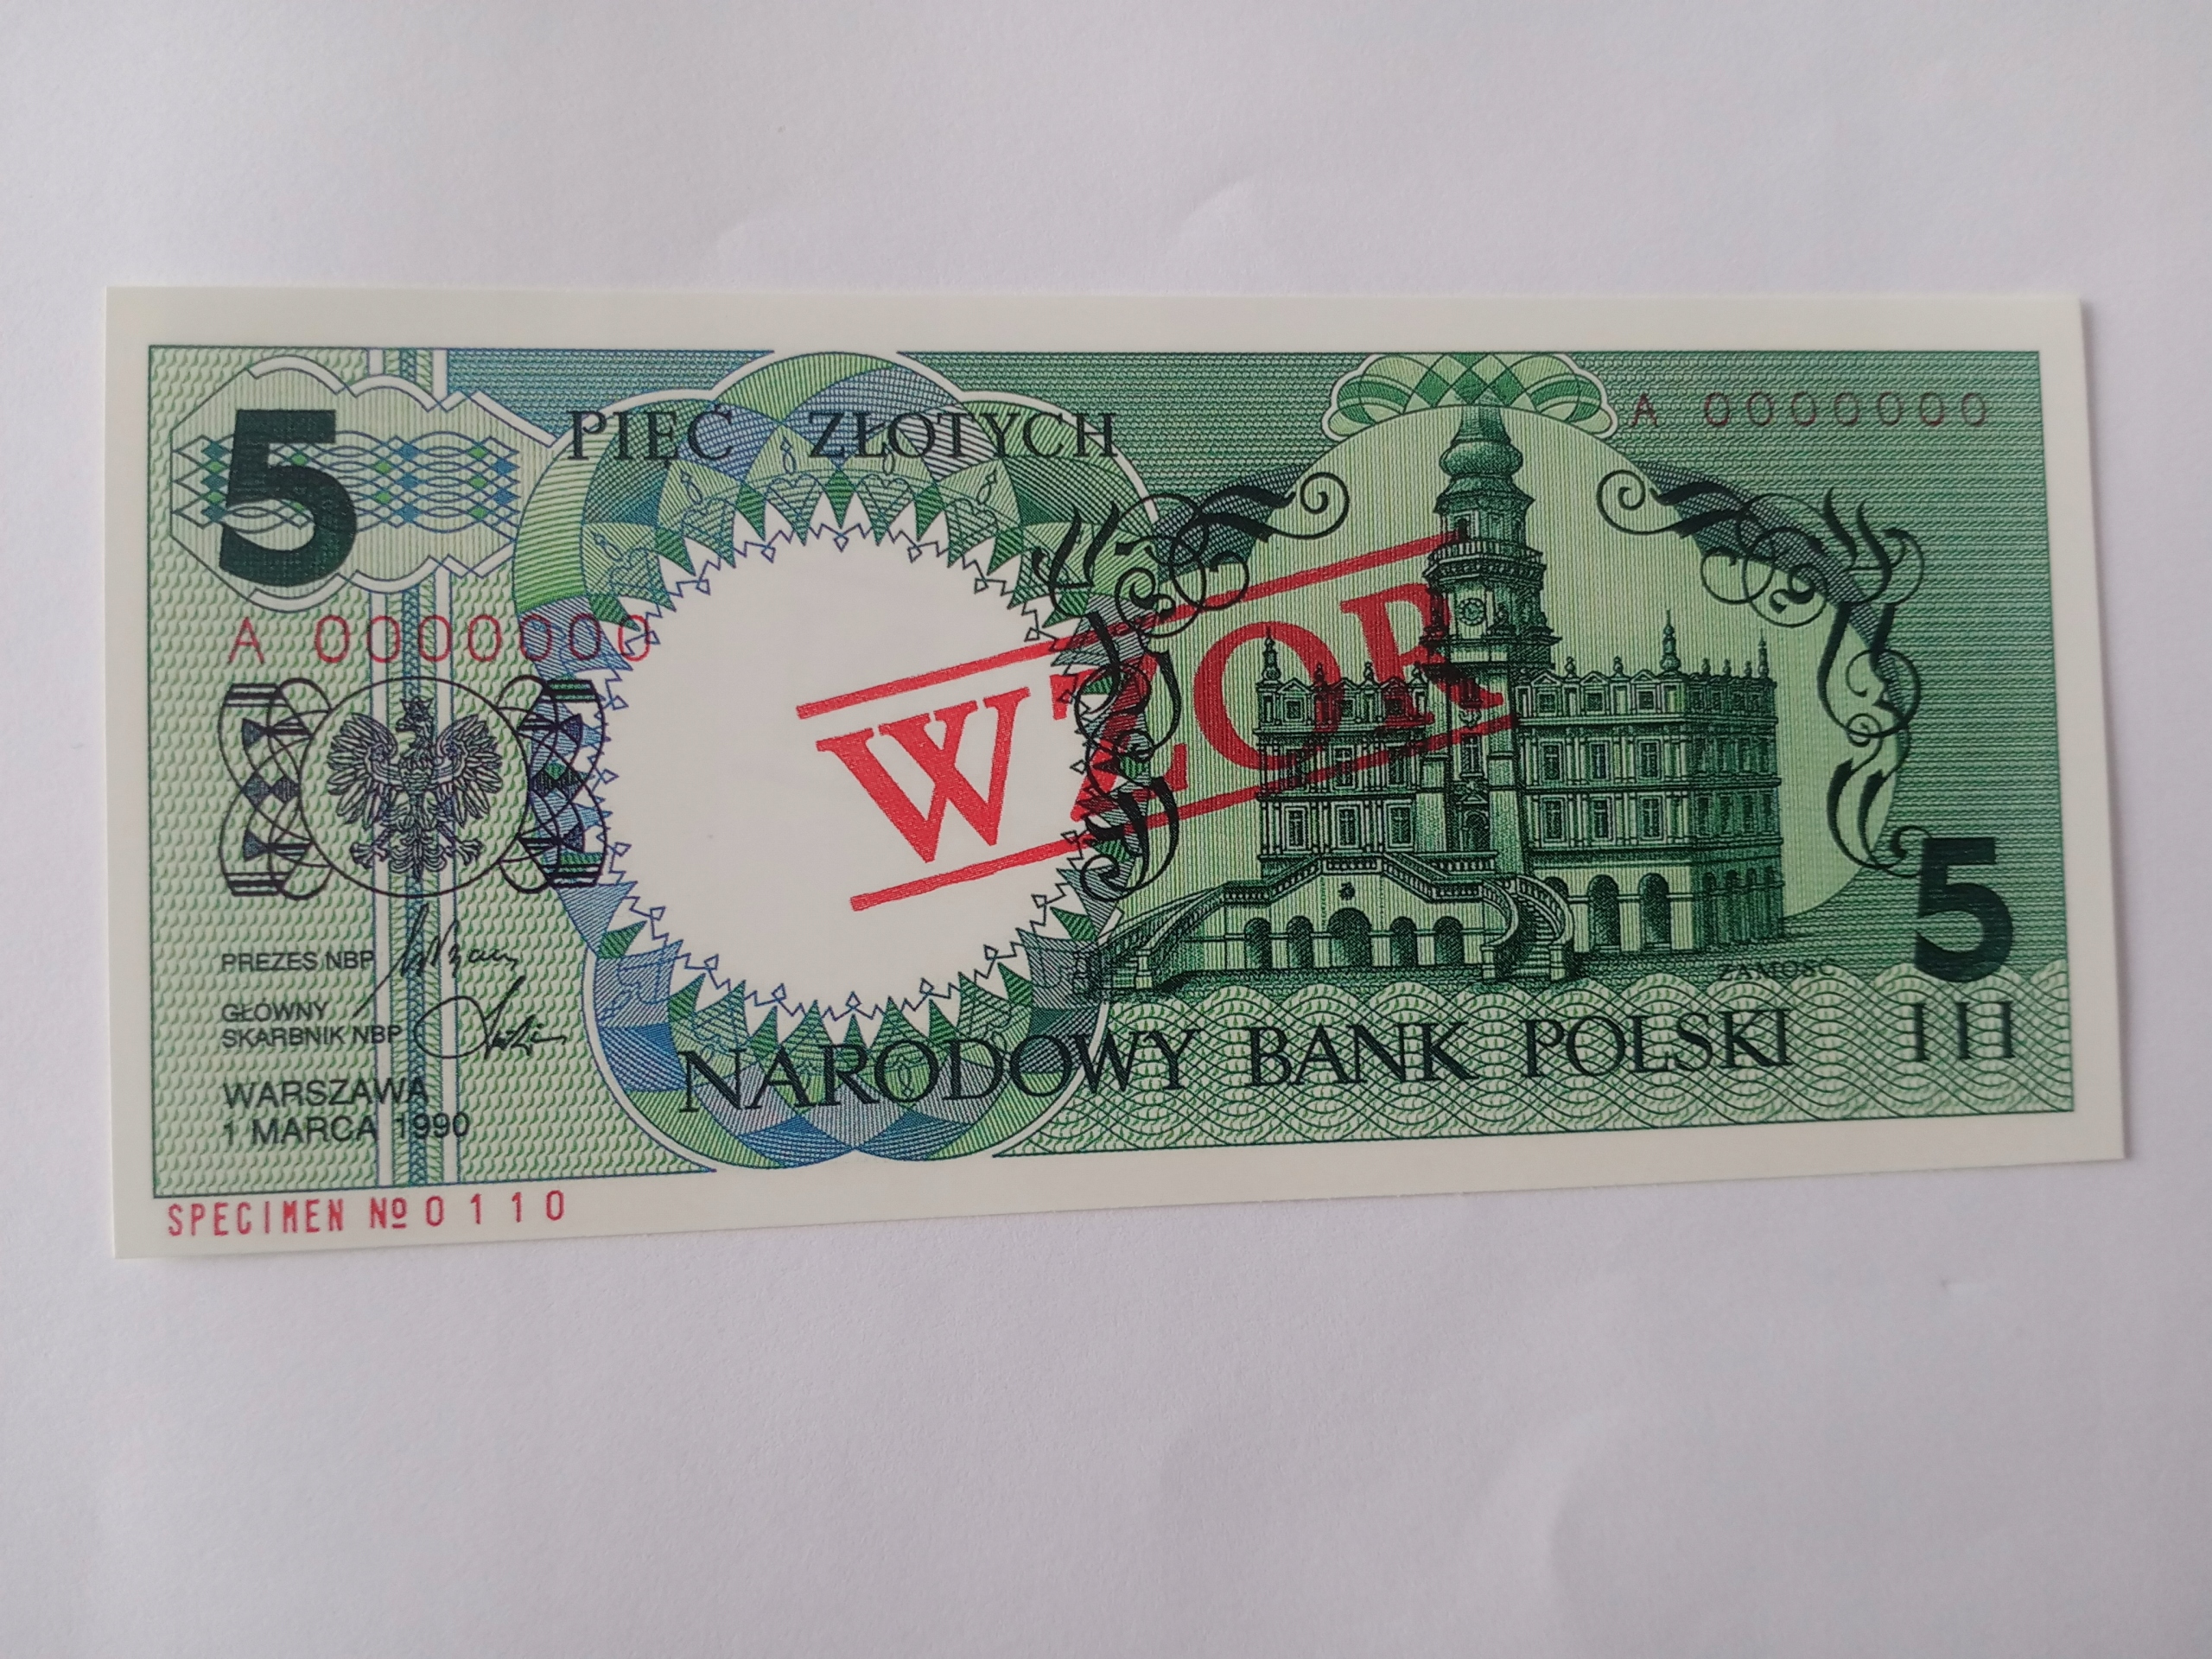 5
PIĘĆ ZŁOTYCH
A 0000000
A 0000000
WZÓR
PREZES NBP
GŁÓWNY
SKARBNIK NBP
ZAMOŚĆ
5
NARODOWY BANK POLSKI
WARSZAWA
1 MARCA 1990
SPECIMEN № 0110